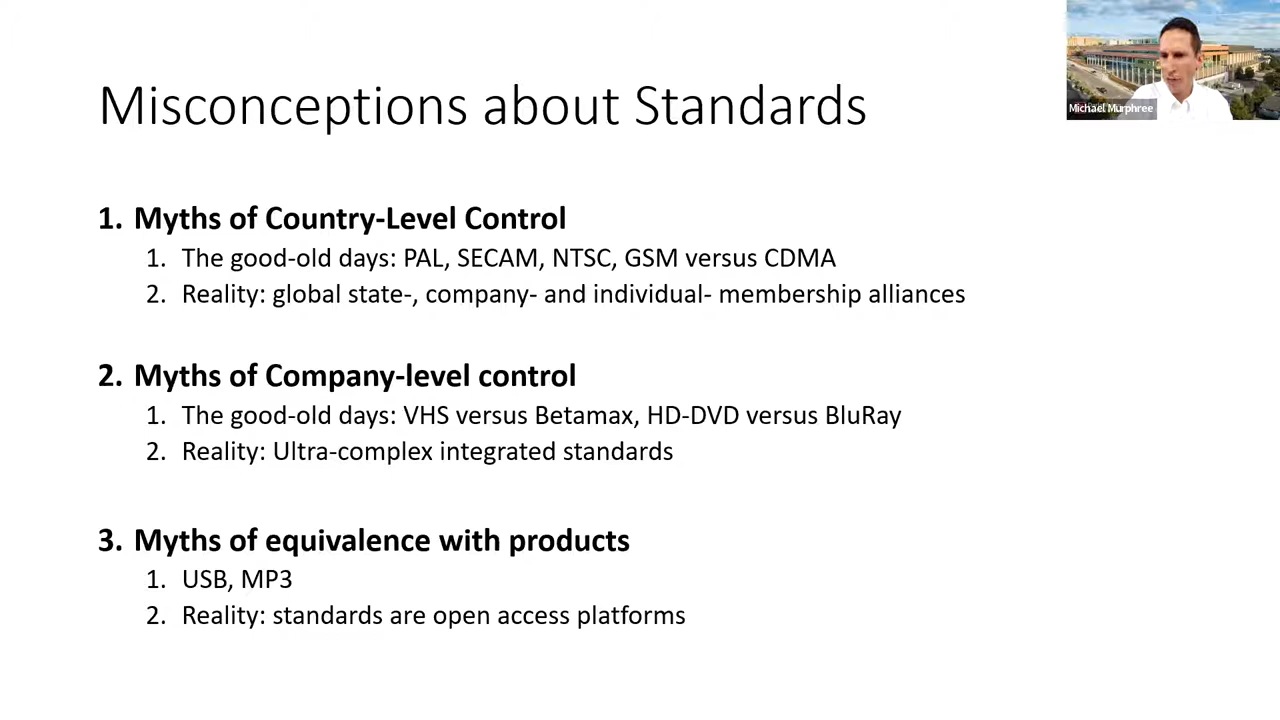 Misconceptions about Standards
Michael Murphree
1. Myths of Country-Level Control
1. The good-old days: PAL, SECAM, NTSC, GSM versus CDMA
2. Reality: global state-, company- and individual- membership alliances
2. Myths of Company-level control
1. The good-old days: VHS versus Betamax, HD-DVD versus BluRay
2. Reality: Ultra-complex integrated standards
3. Myths of equivalence with products
1. USB, MP3
2. Reality: standards are open access platforms